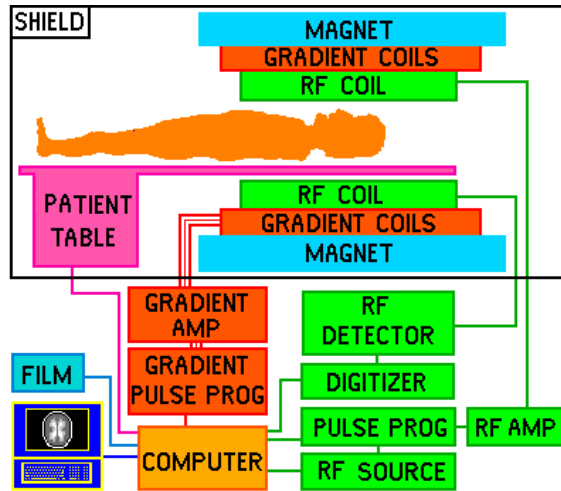 SHIELD
MAGNET
GRADIENT COILS
RF COIL
RF COIL
GRADIENT COILS
MAGNET
PATIENT
TABLE
GRADIENT
AMP
RF
DETECTOR
GRADIENT
PULSE PROG
FILM
DIGITIZER
PULSE PROG
RF AMP
COMPUTER
RF SOURCE